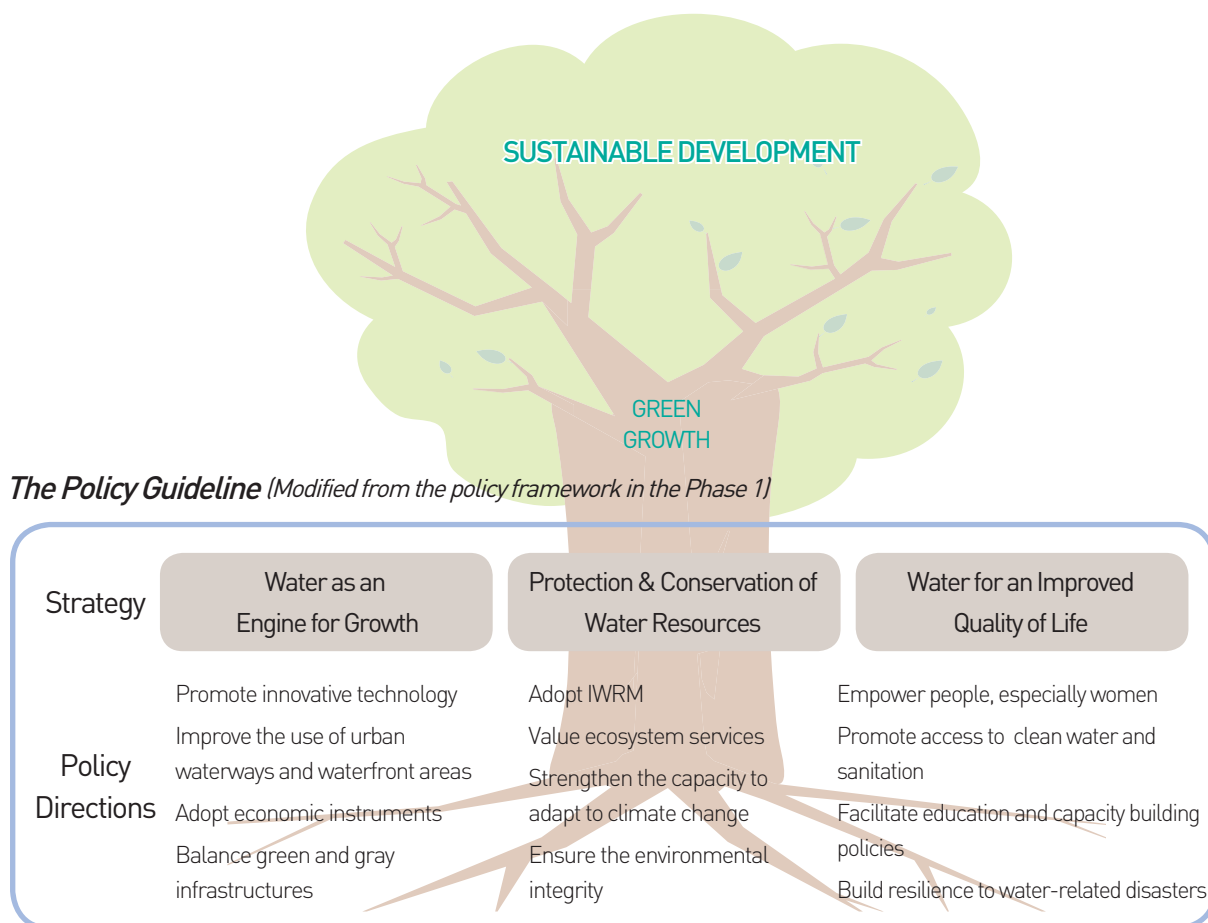 SUSTAINABLE DEVELOPMENT
GREEN
GROWTH
The Policy Guideline (Modified from the policy framework in the Phase 1)
Strategy
Water as an
Engine for Growth
Protection & Conservation of
Water Resources
Water for an Improved
Quality of Life
Policy
Directions
Promote innovative technology
Improve the use of urban
waterways and waterfront areas
Adopt economic instruments
Balance green and gray
infrastructures
Adopt IWRM
Value ecosystem services
Strengthen the capacity to
adapt to climate change
Ensure the environmental
integrity
Empower people, especially women
Promote access to clean water and
sanitation
Facilitate education and capacity building
policies
Build resilience to water-related disasters